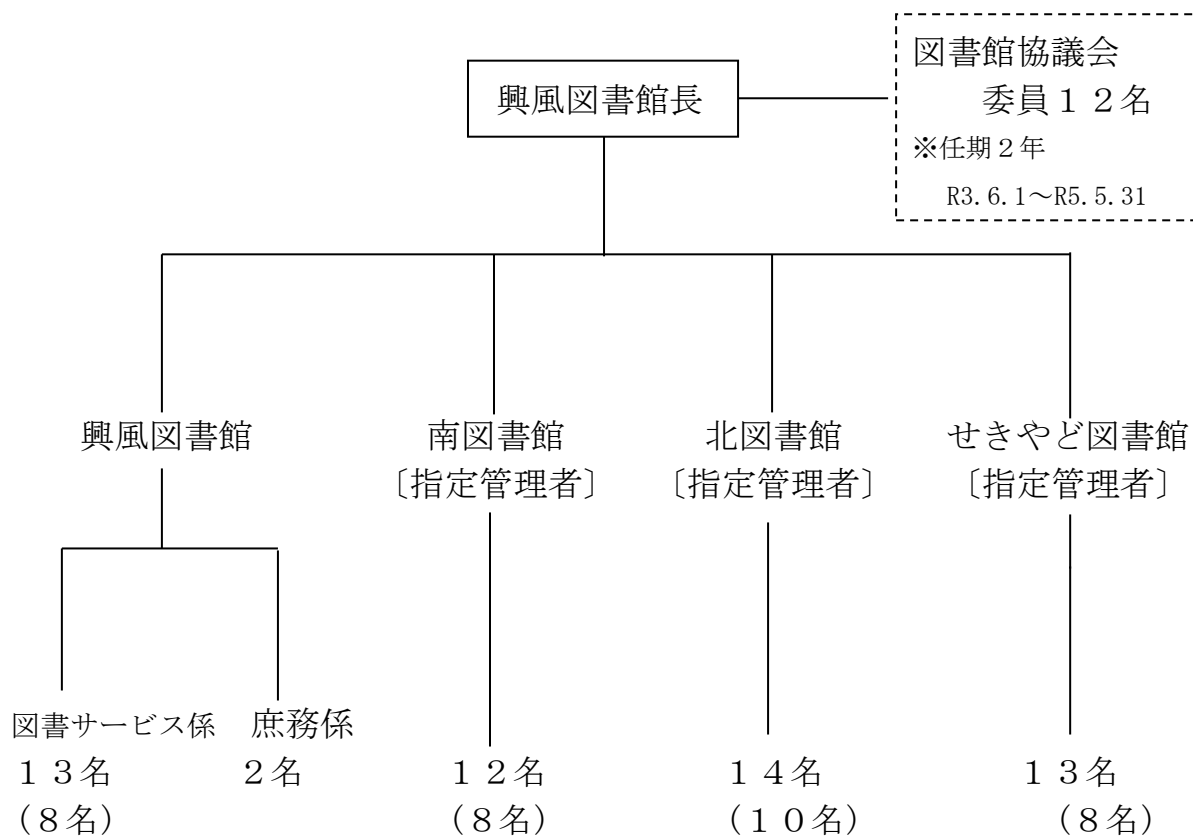 図書館協議会
委員１２名
※任期２年
R3.6.1～R5.5.31
興風図書館長
興風図書館
南図書館
〔指定管理者〕
北図書館
〔指定管理者〕
せきやど図書館
〔指定管理者〕
図書サービス係
１３名
（８名）
庶務係
２名
１２名
（８名）
１４名
（１０名）
１３名
（８名）